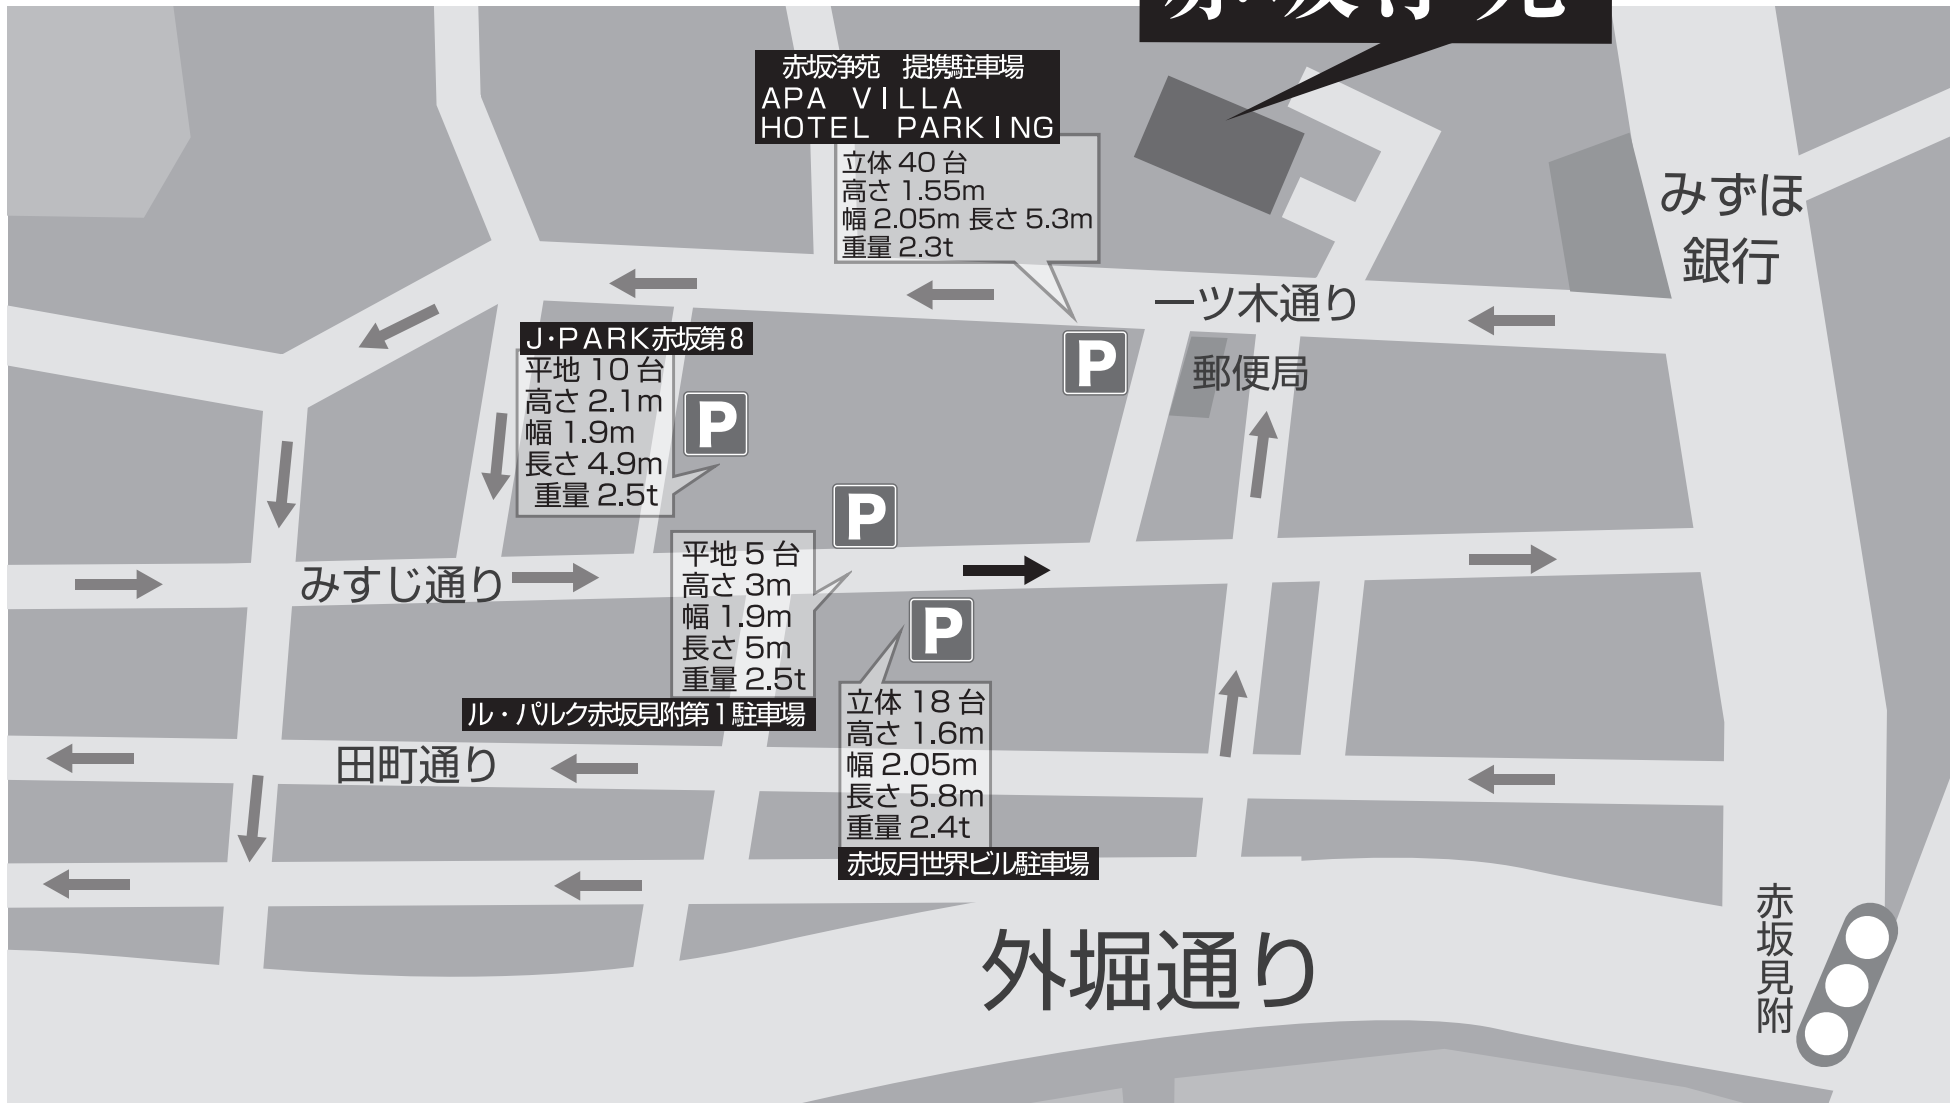 赤坂浄苑　提携駐車場
APA VILLA
HOTEL PARKING
立体 40 台
高さ 1.55m
幅 2.05m 長さ 5.3m
重量 2.3t
みずほ
銀行
一ツ木通り
郵便局
J・PARK赤坂第8
平地 10 台
高さ 2.1m
幅 1.9m
長さ 4.9m
重量 2.5t
P
P
P
P
平地 5 台
高さ 3m
幅 1.9m
長さ 5m
重量 2.5t
ル・パルク赤坂見附第1駐車場
みすじ通り
立体 18 台
高さ 1.6m
幅 2.05m
長さ 5.8m
重量 2.4t
赤坂月世界ビル駐車場
田町通り
外堀通り
赤坂見附